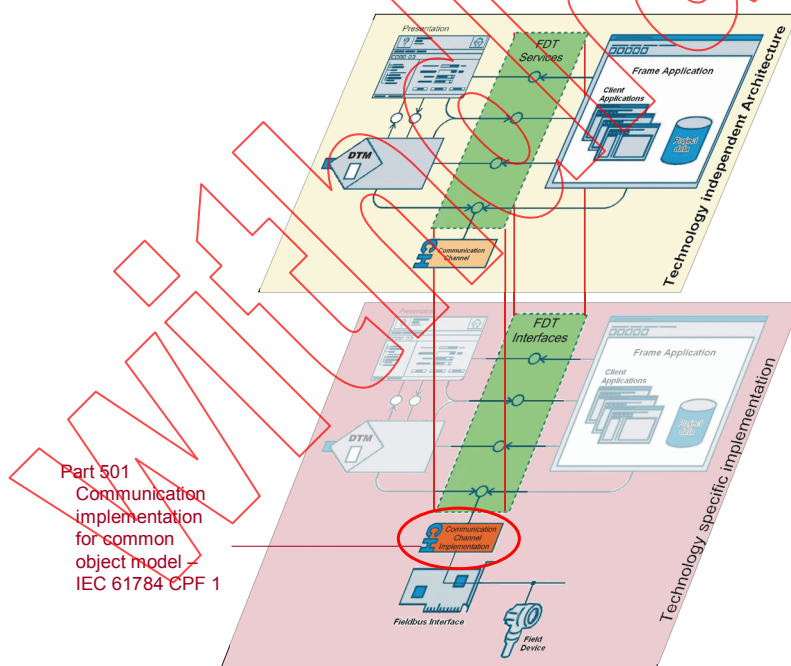 Presentation
FDT
Services
Frame Application
Client
Applications
Project
data
DTM
Communication
Channel
Technology independent Architecture
Presentation
FDT
Interfaces
Frame Application
Client
Applications
Project
data
DTM
Communication
Channel
Implementation
Technology specific implementation
Part 501
Communication
implementation
for common
object model –
IEC 61784 CPF 1
Fieldbus Interface
Field
Device